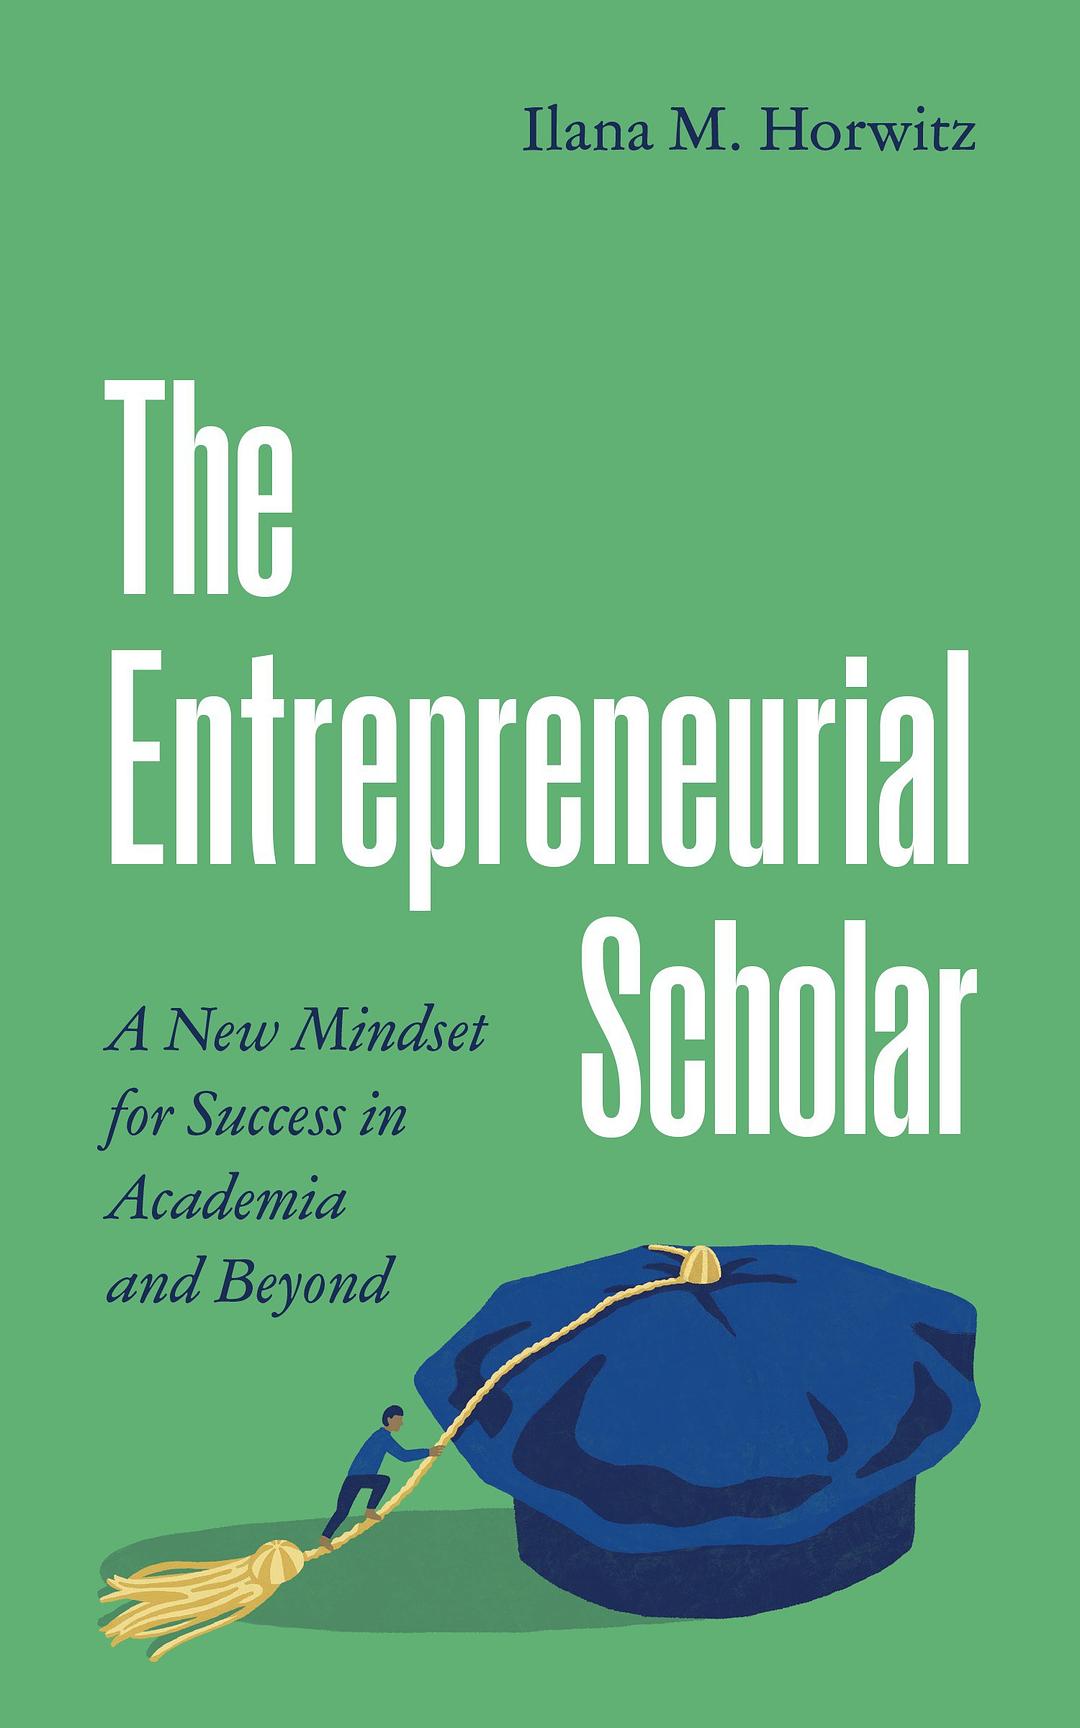 Ilana M. Horwitz
The
Entrepreneurial
Scholar
A New Mindset
for Success in
Academia
and Beyond